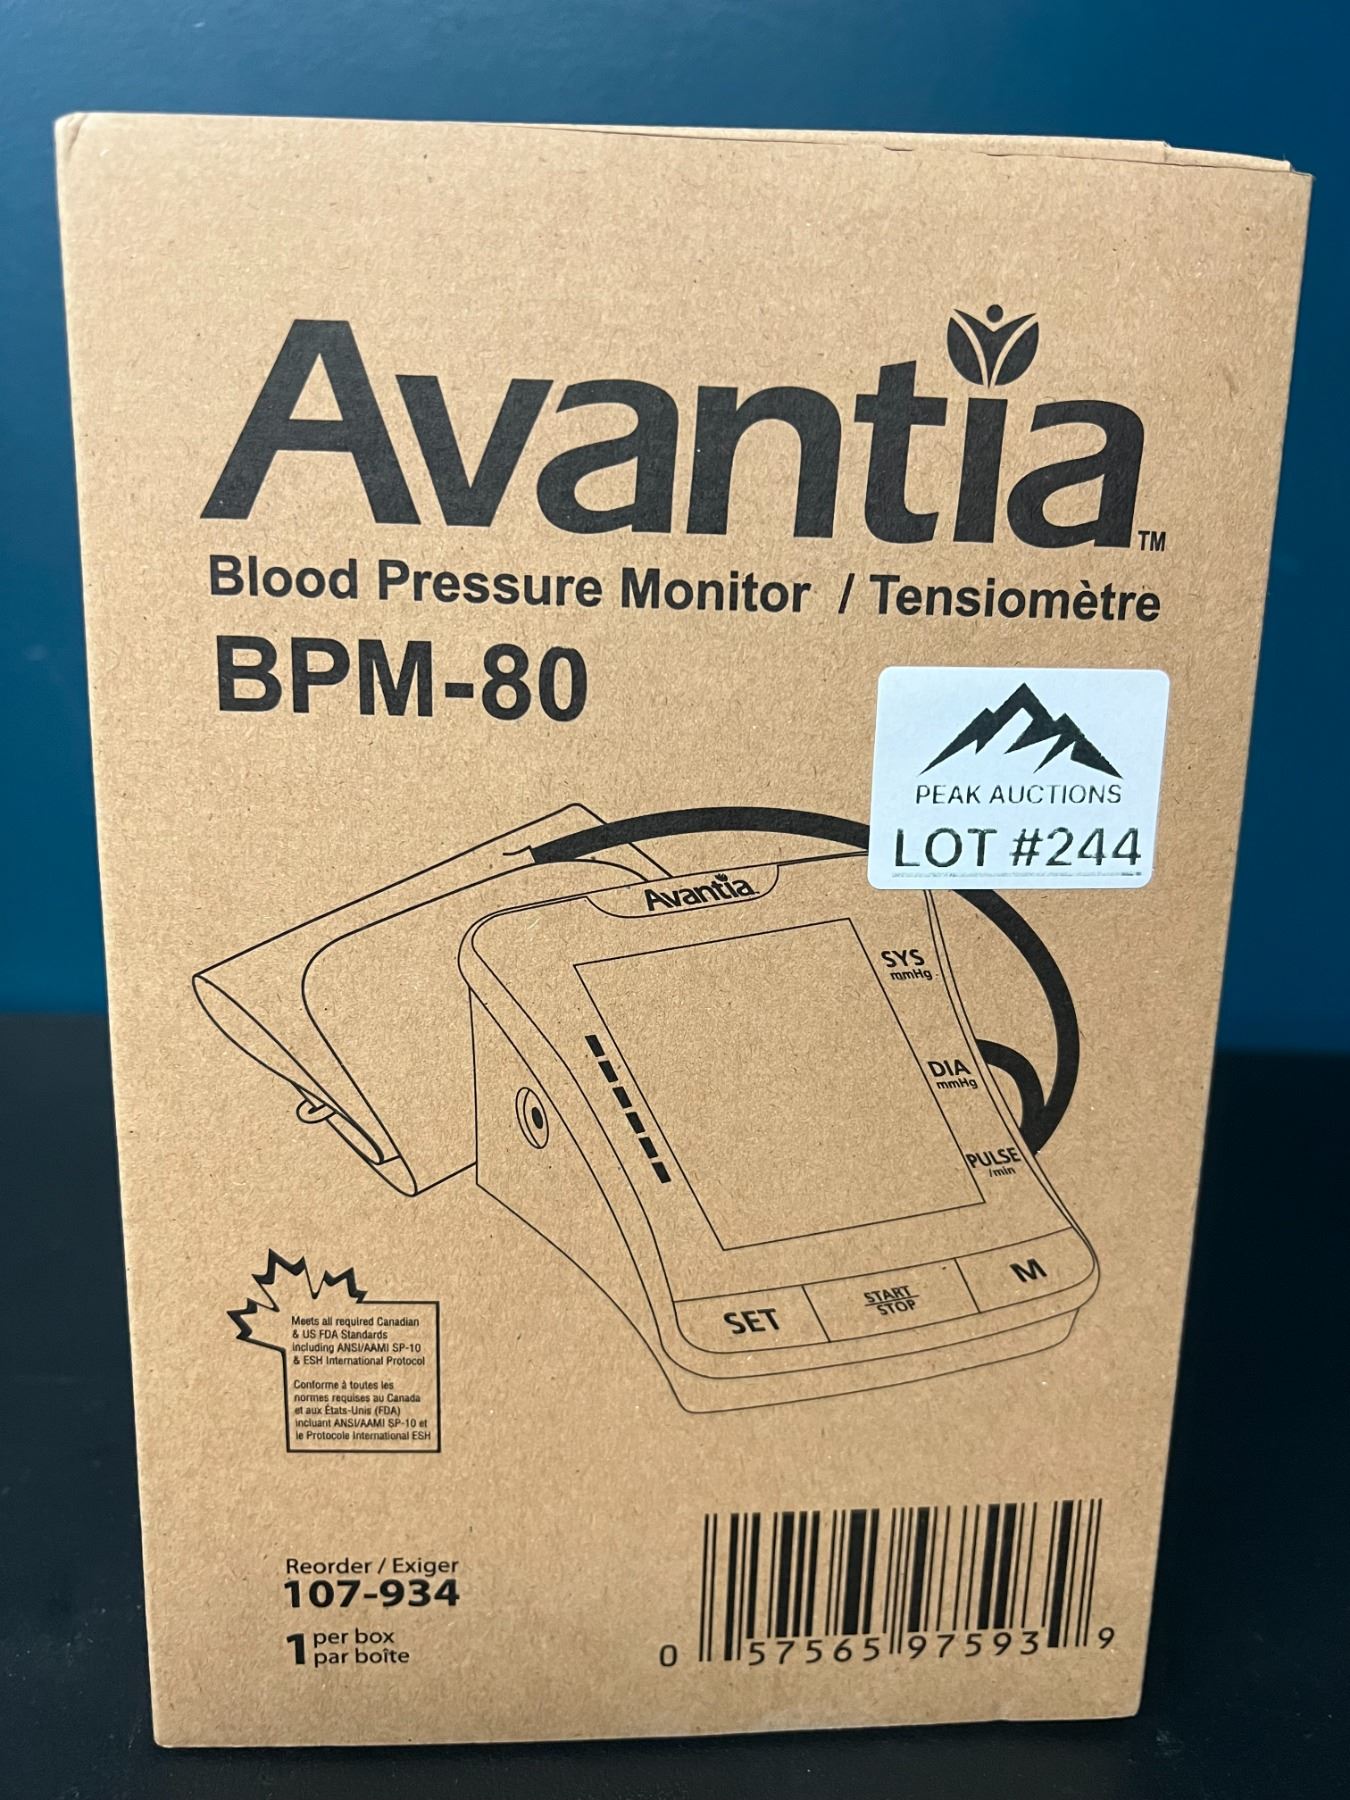 Avantia™
Blood Pressure Monitor / Tensiomètre
BPM-80
PEAK AUCTIONS
LOT #244
Avantia
SYS
mmHg
DIA
mmHg
PULSE
/min
SET
START
STOP
M
Meets all required Canadian
& US FDA Standards
including ANSI/AAMI SP-10
& ESH International Protocol
Conforme à toutes les
normes requises au Canada
et aux États-Unis (FDA)
incluant ANSI/AAMI SP-10 et
le Protocole International ESH
Reorder / Exiger
107-934
1 per box
par boîte
0 57565 97593 9